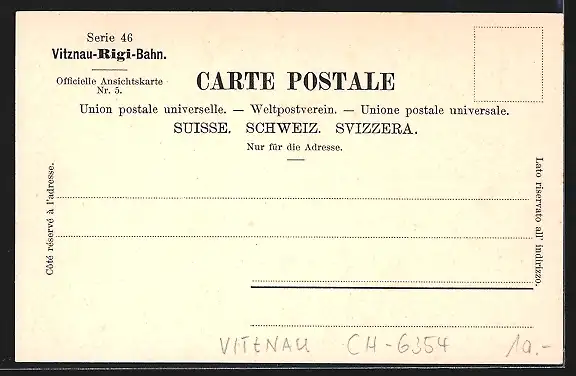 Serie 46
Vitznau-Rigi-Bahn.
Officielle Ansichtskarte
Nr. 5.
CARTE POSTALE
Union postale universelle. — Weltpostverein. — Unione postale universale.
SUISSE. SCHWEIZ. SVIZZERA.
Nur für die Adresse.
Côté réservé à l'adresse.
Lato riservato all' indirizzo.
VITZNAU CH-6354 10.-